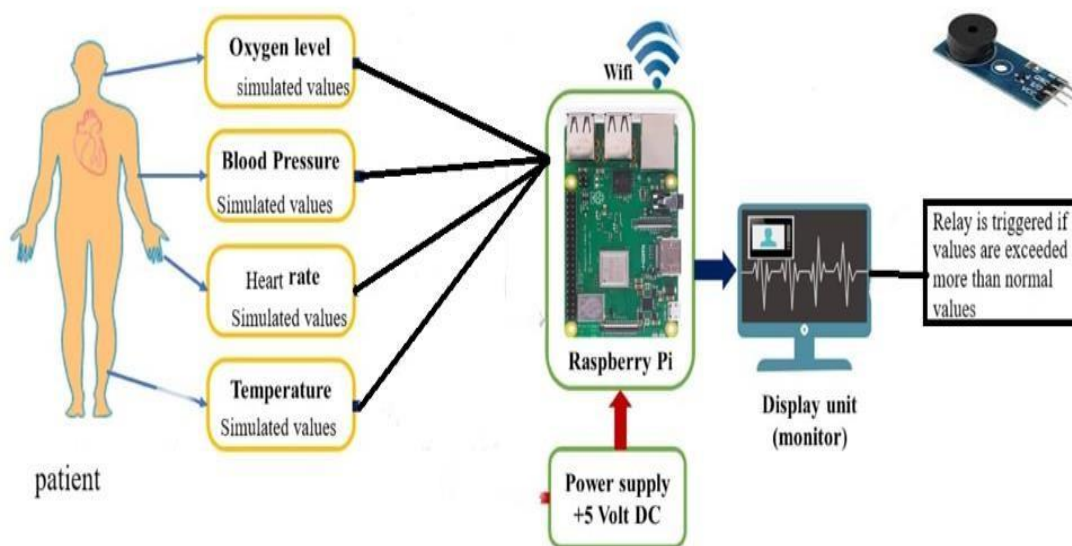 Oxygen level
simulated values
Blood Pressure
Simulated values
Heart rate
Simulated values
Temperature
Simulated values
patient
Wifi
Raspberry Pi
Power supply
+5 Volt DC
Display unit
(monitor)
Relay is triggered if
values are exceeded
more than normal
values
VCC